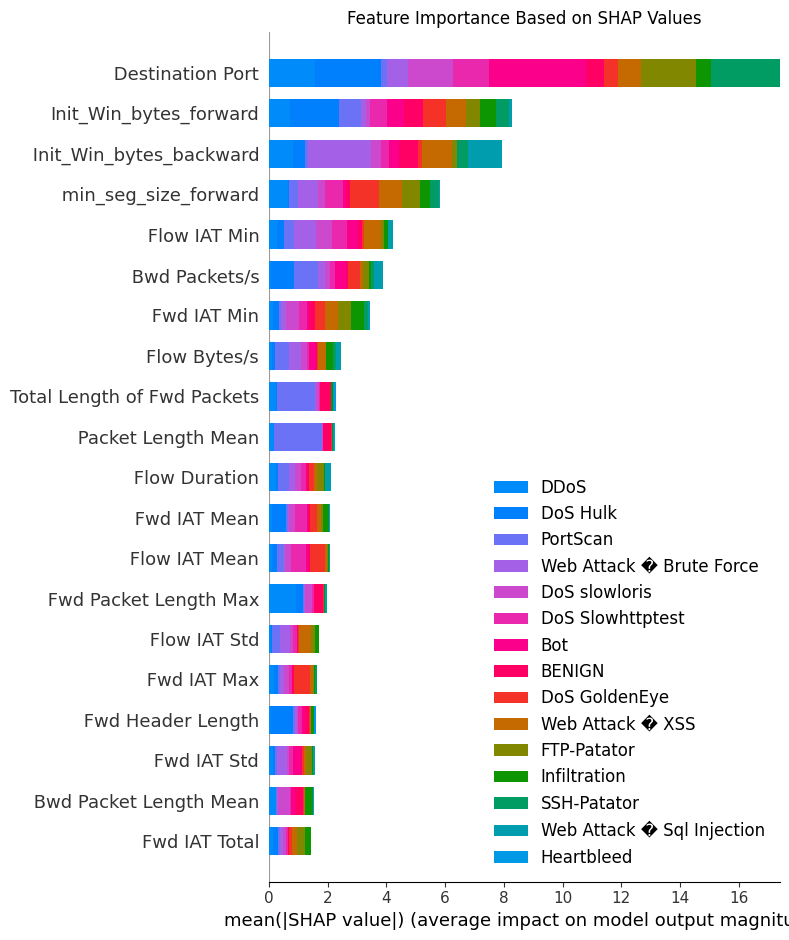 Feature Importance Based on SHAP Values
Destination Port
Init_Win_bytes_forward
Init_Win_bytes_backward
min_seg_size_forward
Flow IAT Min
Bwd Packets/s
Fwd IAT Min
Flow Bytes/s
Total Length of Fwd Packets
Packet Length Mean
Flow Duration
Fwd IAT Mean
Flow IAT Mean
Fwd Packet Length Max
Flow IAT Std
Fwd IAT Max
Fwd Header Length
Fwd IAT Std
Bwd Packet Length Mean
Fwd IAT Total
DDoS
DoS Hulk
PortScan
Web Attack � Brute Force
DoS slowloris
DoS Slowhttptest
Bot
BENIGN
DoS GoldenEye
Web Attack � XSS
FTP-Patator
Infiltration
SSH-Patator
Web Attack � Sql Injection
Heartbleed
0 2 4 6 8 10 12 14 16
mean(|SHAP value|) (average impact on model output magnitu